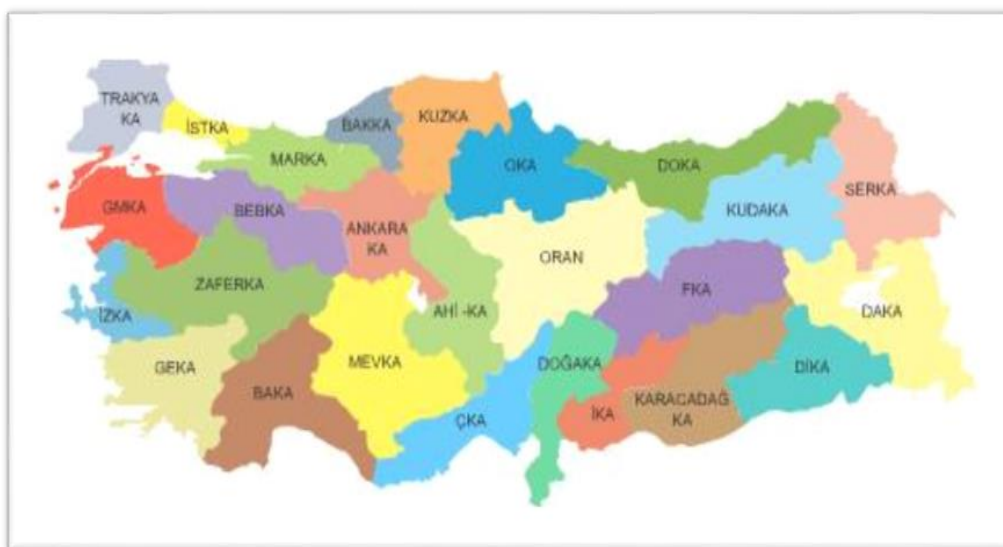 TRAKYA
KA
İSTKA
BAKKA
KUZKA
MARKA
OKA
DOKA
SERKA
GMKA
BEBKA
ANKARA
KA
KUDAKA
ORAN
ZAFERKA
FKA
İZKA
AHİ -KA
DAKA
GEKA
MEVKA
DOĞAKA
DİKA
BAKA
KARACADAĞ
KA
İKA
ÇKA